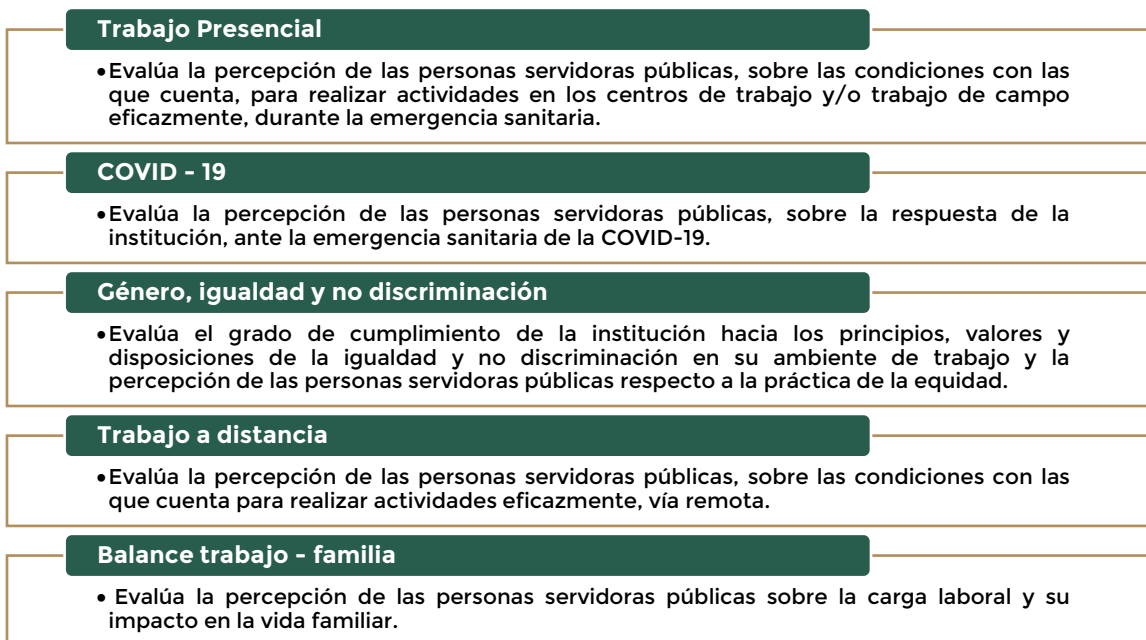 Trabajo Presencial
•Evalúa la percepción de las personas servidoras públicas, sobre las condiciones con las
que cuenta, para realizar actividades en los centros de trabajo y/o trabajo de campo
eficazmente, durante la emergencia sanitaria.
COVID - 19
•Evalúa la percepción de las personas servidoras públicas, sobre la respuesta de la
institución, ante la emergencia sanitaria de la COVID-19.
Género, igualdad y no discriminación
•Evalúa el grado de cumplimiento de la institución hacia los principios, valores y
disposiciones de la igualdad y no discriminación en su ambiente de trabajo y la
percepción de las personas servidoras públicas respecto a la práctica de la equidad.
Trabajo a distancia
•Evalúa la percepción de las personas servidoras públicas, sobre las condiciones con las
que cuenta para realizar actividades eficazmente, vía remota.
Balance trabajo - familia
• Evalúa la percepción de las personas servidoras públicas sobre la carga laboral y su
impacto en la vida familiar.